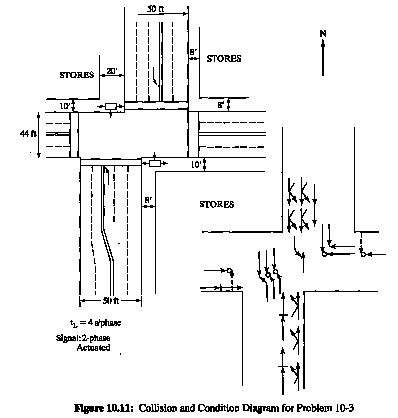 50 ft
8'
N
STORES
20'
STORES
10'
8'
44 ft
10'
8'
STORES
50 ft
tL = 4 s/phase
Signal: 2-phase
Actuated
Figure 10.11: Collision and Condition Diagram for Problem 10-3